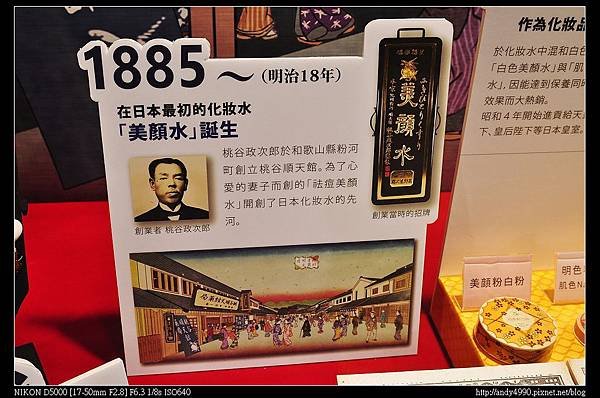 1885～(明治18年)
在日本最初的化妝水
「美顏水」誕生
桃谷政次郎於和歌山縣粉河
町創立桃谷順天館。為了心
愛的妻子而創的「祛痘美顏
水」開創了日本化妝水的先
河。
創業者 桃谷政次郎
美顏水
創業當時的招牌
作為化妝品
於化妝水中混和白色
「白色美顏水」與「肌
水」，因能達到保養同時
效果而大熱銷。
昭和４年開始進貢給天
下、皇后陛下等日本皇室。
美顏粉白粉
明色
肌色
NIKON D5000 [17-50mm F2.8] F6.3 1/8s ISO640
http://andy4990.pixnet.net/blog